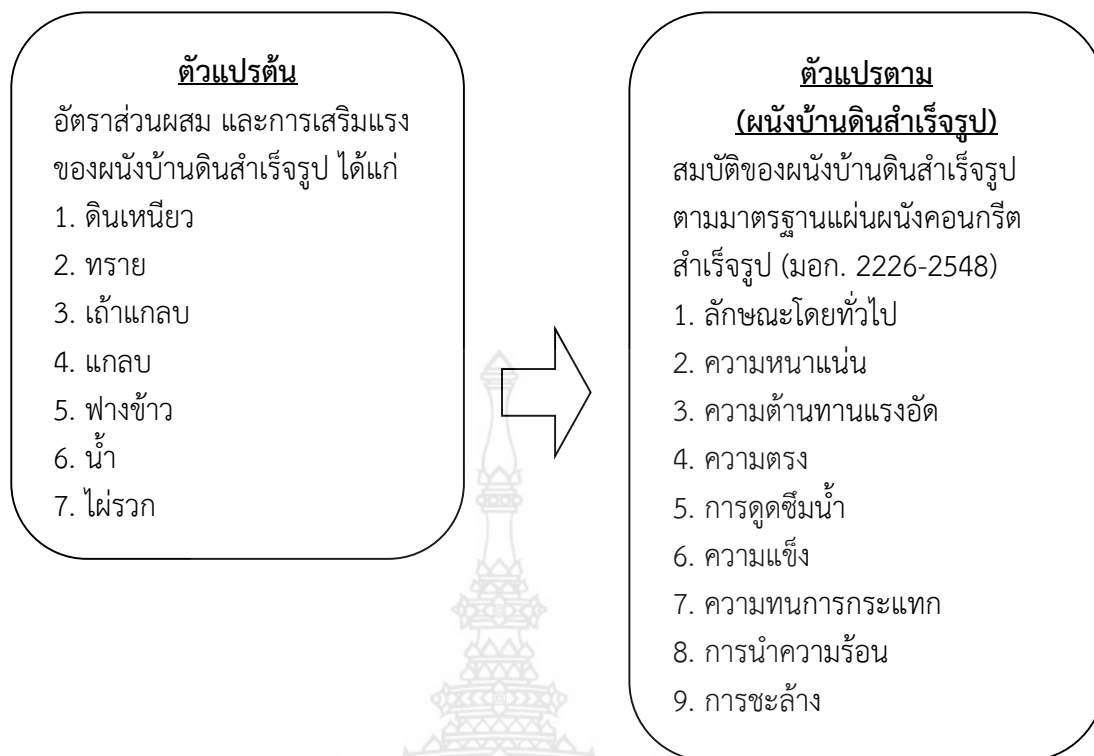 ตัวแปรต้น
อัตราส่วนผสม และการเสริมแรง
ของผนังบ้านดินสำเร็จรูป ได้แก่
1. ดินเหนียว
2. ทราย
3. เถ้าแกลบ
4. แกลบ
5. ฟางข้าว
6. น้ำ
7. ไผ่รวก
ตัวแปรตาม
(ผนังบ้านดินสำเร็จรูป)
สมบัติของผนังบ้านดินสำเร็จรูป
ตามมาตรฐานแผ่นผนังคอนกรีต
สำเร็จรูป (มอก. 2226-2548)
1. ลักษณะโดยทั่วไป
2. ความหนาแน่น
3. ความต้านทานแรงอัด
4. ความตรง
5. การดูดซึมน้ำ
6. ความแข็ง
7. ความทนการกระแทก
8. การนำความร้อน
9. การชะล้าง